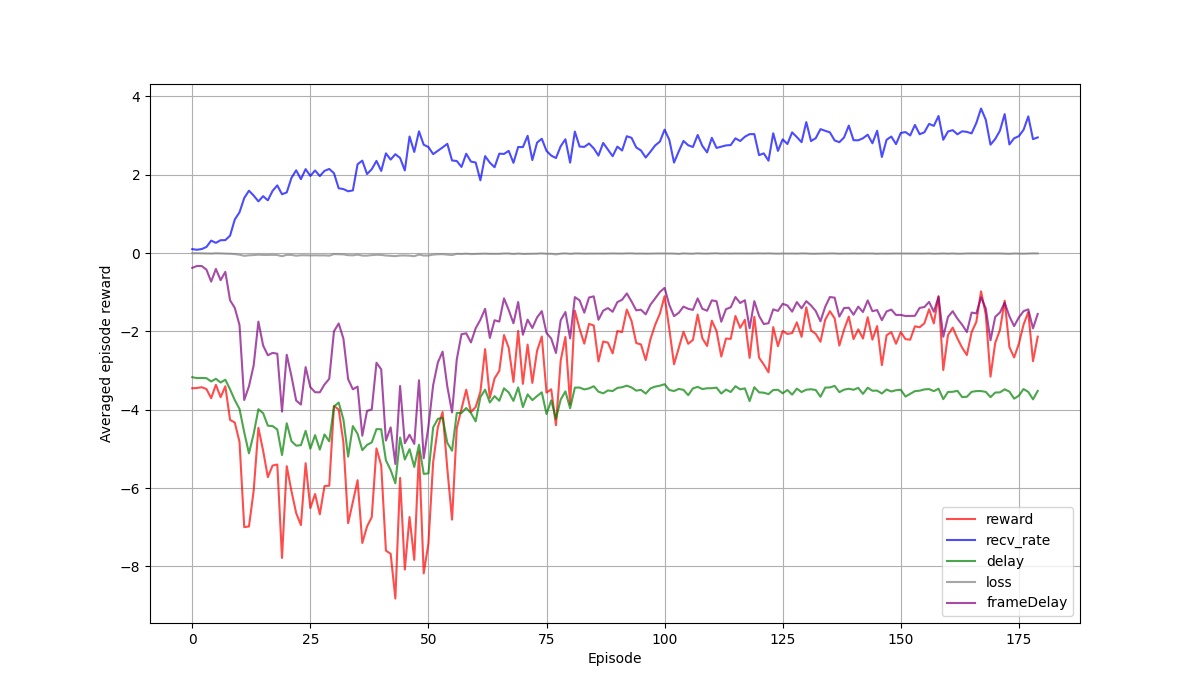 4
2
0
−2
−4
−6
−8
Averaged episode reward
0 25 50 75 100 125 150 175
Episode
reward
recv_rate
delay
loss
frameDelay